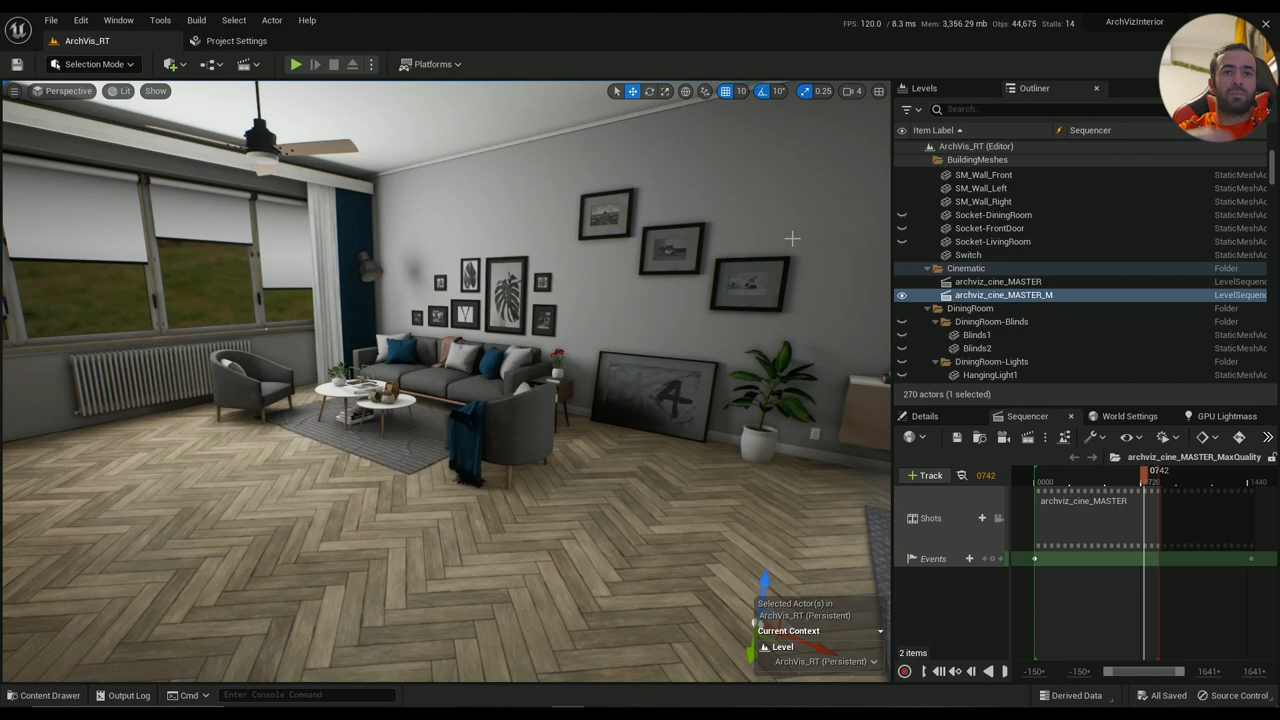 File Edit Window Tools Build Select Actor Help
FPS: 120.0 / 8.3 ms Mem: 3,356.29 mb Objs: 44,675 Stalls: 14
ArchVizInterior
ArchVis_RT
Project Settings
Selection Mode
Platforms
Perspective
Lit
Show
10
10°
0.25
4
Levels
Outliner
Search...
Item Label
Sequencer
ArchVis_RT (Editor)
BuildingMeshes
SM_Wall_Front StaticMeshAc
SM_Wall_Left StaticMeshAc
SM_Wall_Right StaticMeshAc
Socket-DiningRoom StaticMeshAc
Socket-FrontDoor StaticMeshAc
Socket-LivingRoom StaticMeshAc
Switch StaticMeshAc
Cinematic Folder
archviz_cine_MASTER LevelSequenc
archviz_cine_MASTER_M LevelSequenc
DiningRoom Folder
DiningRoom-Blinds Folder
Blinds1 StaticMeshAc
Blinds2 StaticMeshAc
DiningRoom-Lights Folder
HangingLight1 StaticMeshAc
270 actors (1 selected)
Details
Sequencer
World Settings
GPU Lightmass
archviz_cine_MASTER_MaxQuality
Track
0742
0742
0000
0720
1440
archviz_cine_MASTER
Shots
Events
2 items
-150+
-150+
1641+
1641+
Selected Actor(s) in
ArchVis_RT (Persistent)
Current Context
Level
ArchVis_RT (Persistent)
Content Drawer
Output Log
Cmd
Enter Console Command
Derived Data
All Saved
Source Control